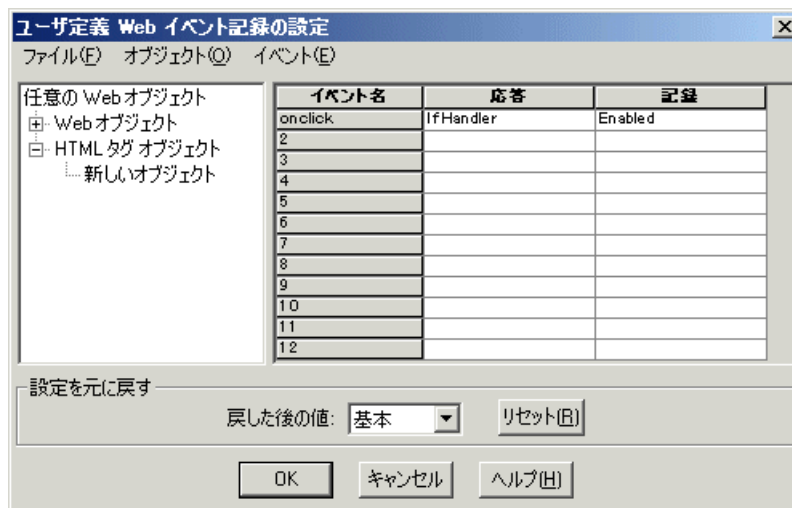 ユーザ定義 Web イベント記録の設定
ファイル(F) オブジェクト(O) イベント(E)
任意の Web オブジェクト
Web オブジェクト
HTML タグ オブジェクト
新しいオブジェクト
イベント名 応答 記録
onclick IfHandler Enabled
2
3
4
5
6
7
8
9
10
11
12
設定を元に戻す
戻した後の値: 基本 リセット(R)
OK キャンセル ヘルプ(H)